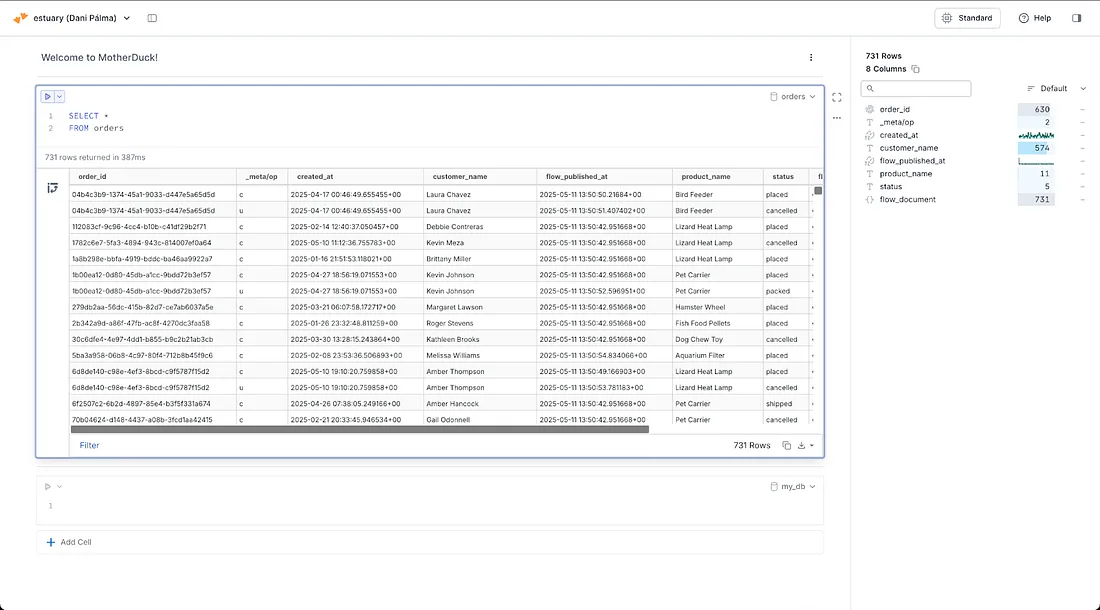 estuary (Dani Pálma)
Standard
Help
Welcome to MotherDuck!
orders
1 SELECT *
2 FROM orders
731 rows returned in 387ms
order_id _meta/op created_at customer_name flow_published_at product_name status fl
04b4c3b9-1374-45a1-9033-d447e5a65d5d c 2025-04-17 00:46:49.655455+00 Laura Chavez 2025-05-11 13:50:50.21684+00 Bird Feeder placed
04b4c3b9-1374-45a1-9033-d447e5a65d5d u 2025-04-17 00:46:49.655455+00 Laura Chavez 2025-05-11 13:50:51.407402+00 Bird Feeder cancelled
112083cf-9c96-4cc4-b10b-c41df29b2f71 c 2025-02-14 12:40:37.050457+00 Debbie Contreras 2025-05-11 13:50:42.951668+00 Lizard Heat Lamp placed
1782c6e7-5fa3-4894-943c-814007ef0a64 c 2025-05-10 11:12:36.755783+00 Kevin Meza 2025-05-11 13:50:42.951668+00 Lizard Heat Lamp cancelled
1a8b298e-bbfa-4919-bddc-ba46aa9922a7 c 2025-01-16 21:51:53.118021+00 Brittany Miller 2025-05-11 13:50:42.951668+00 Lizard Heat Lamp placed
1b00ea12-0d80-45db-a1cc-9bdd72b3ef57 c 2025-04-27 18:56:19.071553+00 Kevin Johnson 2025-05-11 13:50:42.951668+00 Pet Carrier placed
1b00ea12-0d80-45db-a1cc-9bdd72b3ef57 u 2025-04-27 18:56:19.071553+00 Kevin Johnson 2025-05-11 13:50:52.596951+00 Pet Carrier packed
279db2aa-56dc-415b-82d7-ce7ab6037a5e c 2025-03-21 06:07:58.172717+00 Margaret Lawson 2025-05-11 13:50:42.951668+00 Hamster Wheel placed
2b342a9d-a86f-47fb-ac8f-4270dc3faa58 c 2025-01-26 23:32:48.811259+00 Roger Stevens 2025-05-11 13:50:42.951668+00 Fish Food Pellets placed
30c6dfe4-4e97-4dd1-b855-b9c2b21ab3cb c 2025-03-30 13:28:15.243864+00 Kathleen Brooks 2025-05-11 13:50:42.951668+00 Dog Chew Toy cancelled
5ba3a958-06b8-4c97-80f4-712b8b45f9c6 c 2025-02-08 23:53:36.506893+00 Melissa Williams 2025-05-11 13:50:54.834066+00 Aquarium Filter placed
6d8de140-c98e-4ef3-8bcd-c9f5787f15d2 c 2025-05-10 19:10:20.759858+00 Amber Thompson 2025-05-11 13:50:49.166903+00 Lizard Heat Lamp placed
6d8de140-c98e-4ef3-8bcd-c9f5787f15d2 u 2025-05-10 19:10:20.759858+00 Amber Thompson 2025-05-11 13:50:53.781183+00 Lizard Heat Lamp cancelled
6f2507c2-6b2d-4897-85e4-b3f5f331a674 c 2025-04-26 07:38:05.249166+00 Amber Hancock 2025-05-11 13:50:42.951668+00 Pet Carrier shipped
70b04624-d148-4437-a08b-3fcd1aa42415 c 2025-02-21 20:33:45.946534+00 Gail Odonnell 2025-05-11 13:50:42.951668+00 Pet Carrier cancelled
Filter
731 Rows
my_db
1
Add Cell
731 Rows
8 Columns
Default
order_id 630 –
_meta/op 2 –
created_at –
customer_name 574 –
flow_published_at –
product_name 11 –
status 5 –
flow_document 731 –